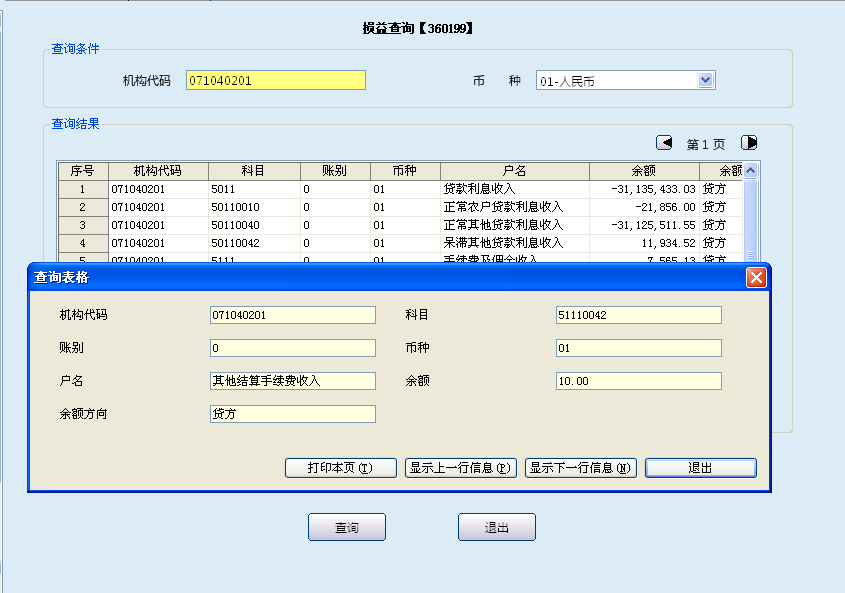 损益查询【360199】
查询条件
机构代码 071040201 币 种 01-人民币
查询结果
第 1 页
序号 机构代码 科目 账别 币种 户名 余额 余额
1 071040201 5011 0 01 贷款利息收入 -31,135,433.03 贷方
2 071040201 50110010 0 01 正常农户贷款利息收入 -21,856.00 贷方
3 071040201 50110040 0 01 正常其他贷款利息收入 -31,125,511.55 贷方
4 071040201 50110042 0 01 呆滞其他贷款利息收入 11,934.52 贷方
5 071040201 5111 0 01 手续费及佣金收入 7,565.13 贷方
查询表格
机构代码 071040201 科目 51110042
账别 0 币种 01
户名 其他结算手续费收入 余额 10.00
余额方向 贷方
打印本页(T) 显示上一行信息(P) 显示下一行信息(N) 退出
查询 退出